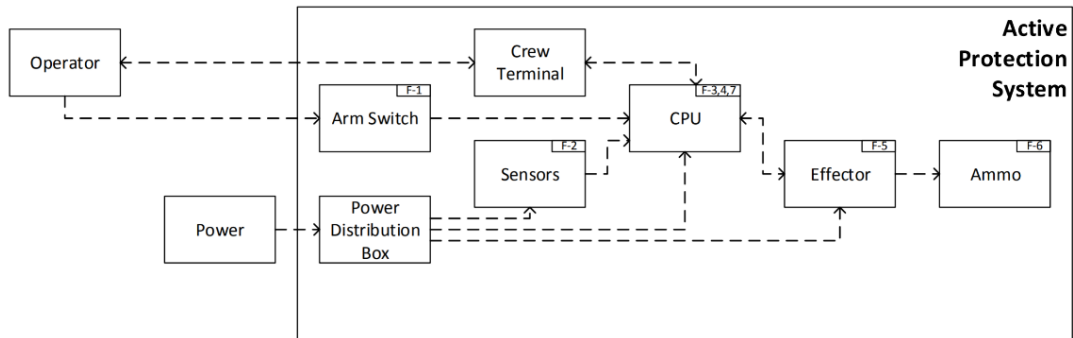 Active
Protection
System
Operator
Crew
Terminal
F-1
Arm Switch
F-3,4,7
CPU
F-2
Sensors
F-5
Effector
F-6
Ammo
Power
Power
Distribution
Box